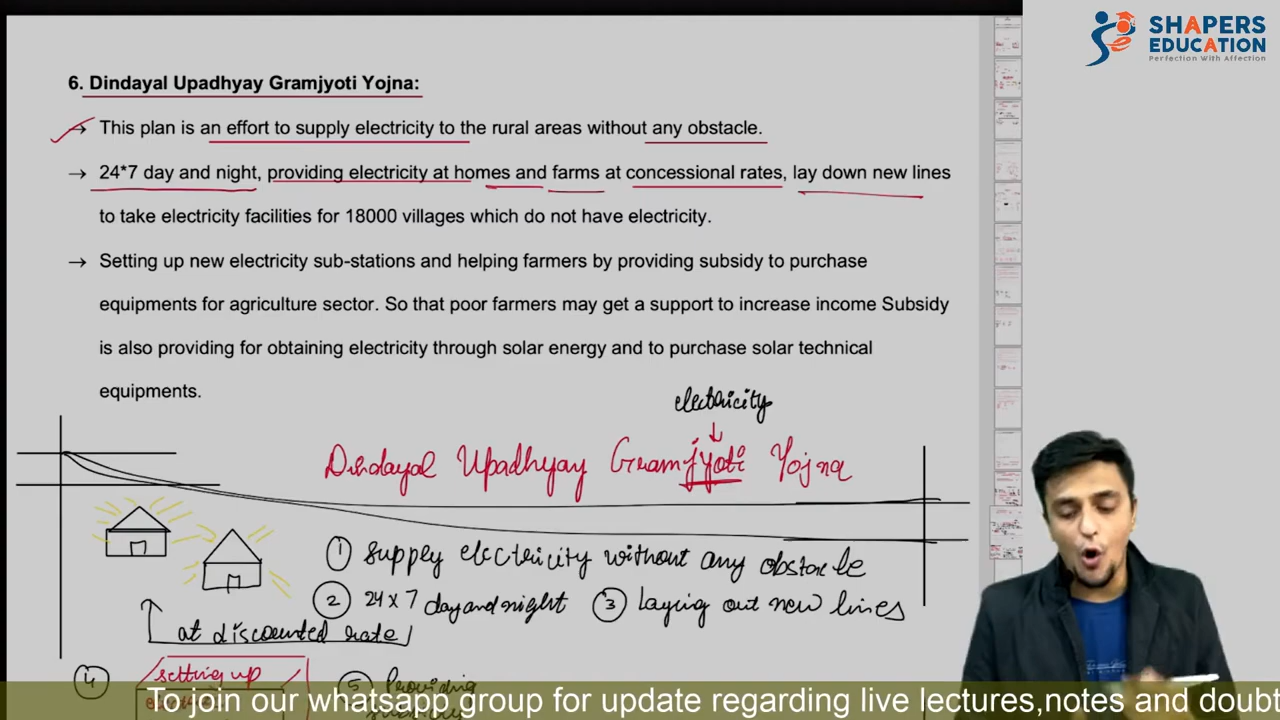 SHAPERS
EDUCATION
Perfection With Affection
6. Dindayal Upadhyay Gramjyoti Yojna:
→ This plan is an effort to supply electricity to the rural areas without any obstacle.
→ 24*7 day and night, providing electricity at homes and farms at concessional rates, lay down new lines
to take electricity facilities for 18000 villages which do not have electricity.
→ Setting up new electricity sub-stations and helping farmers by providing subsidy to purchase
equipments for agriculture sector. So that poor farmers may get a support to increase income Subsidy
is also providing for obtaining electricity through solar energy and to purchase solar technical
equipments.
electricity
Dindayal Upadhyay Gramjyoti Yojna
① supply electricity without any obstacle
② 24 x 7 day and night ③ Laying out new lines
at discounted rate
④ setting up ⑤ Providing
To join our whatsapp group for update regarding live lectures,notes and doubt